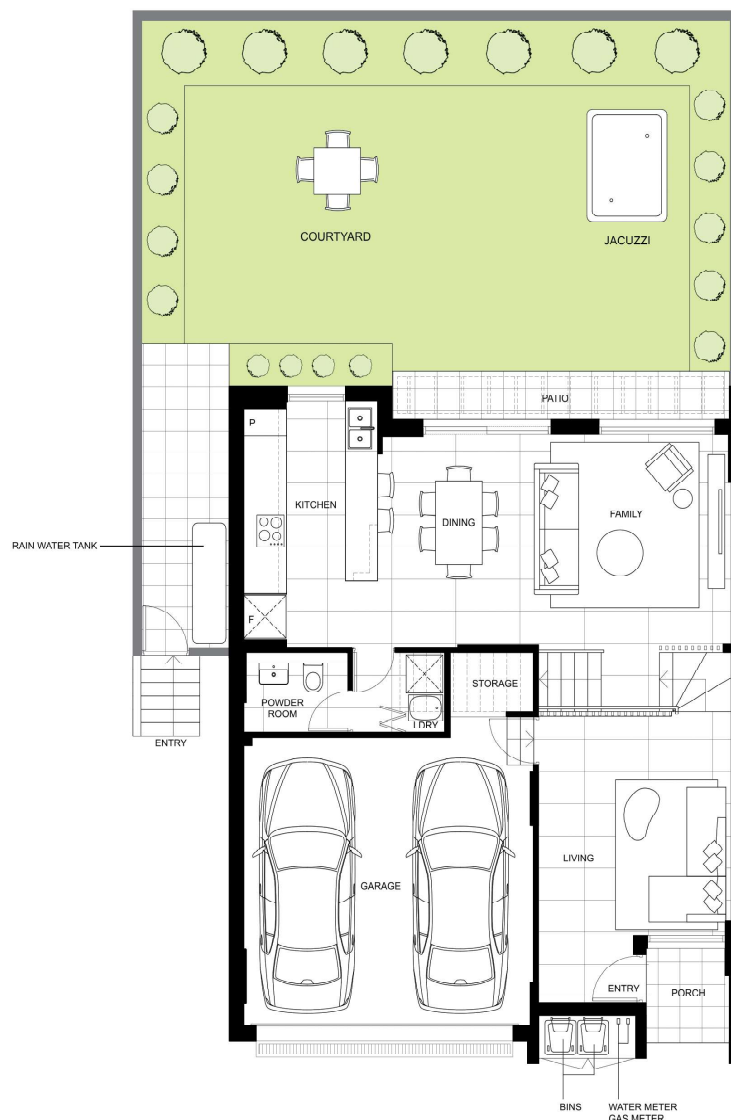 COURTYARD
JACUZZI
PATIO
P
KITCHEN
DINING
FAMILY
RAIN WATER TANK
F
STORAGE
POWDER
ROOM
LDRY
ENTRY
LIVING
GARAGE
ENTRY
PORCH
BINS
WATER METER
GAS METER